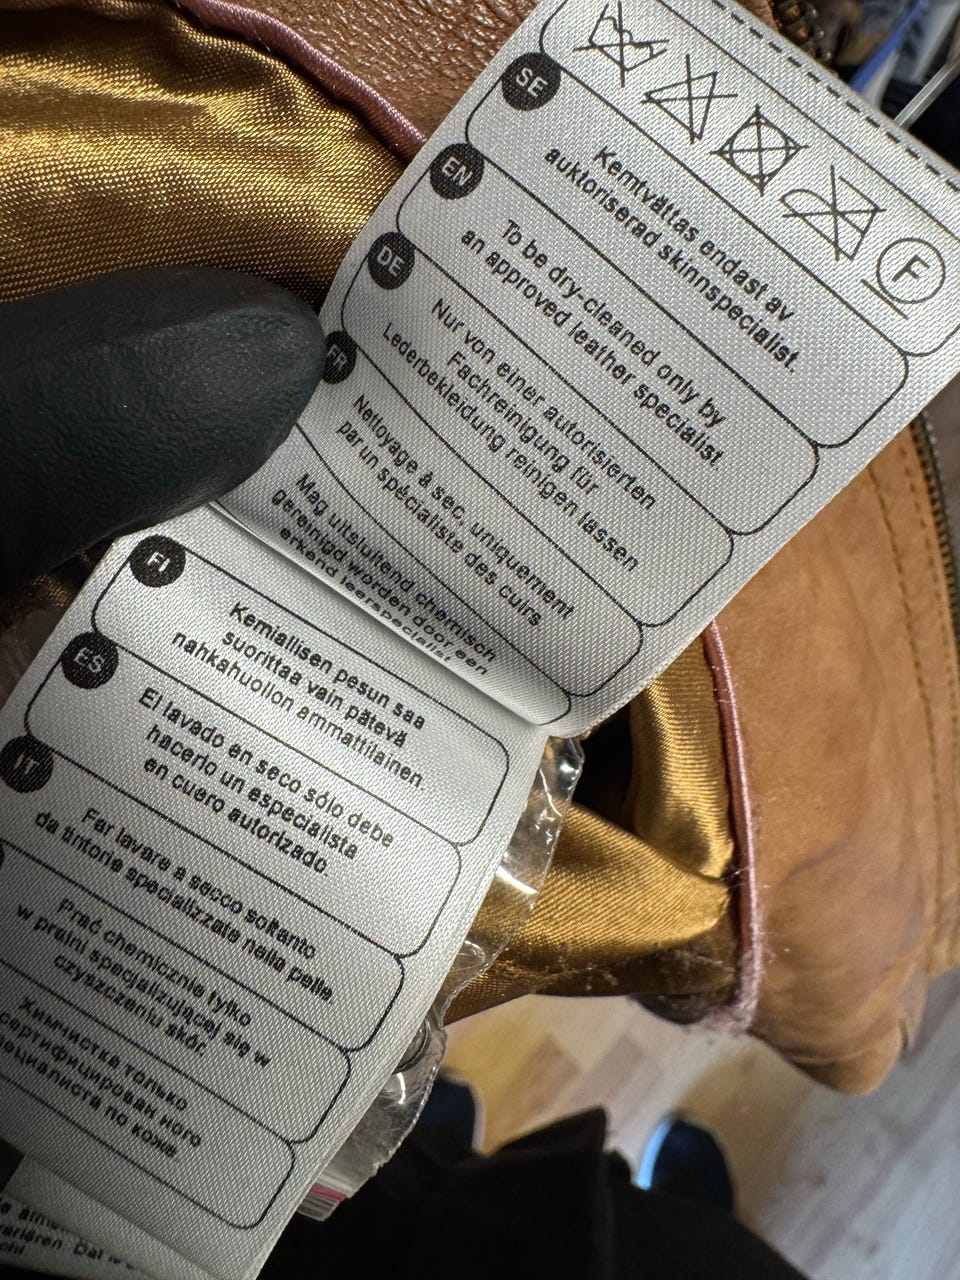 F
SE
Kemtvättas endast av
auktoriserad skinnspecialist.
EN
To be dry-cleaned only by
an approved leather specialist.
DE
Nur von einer autorisierten
Fachreinigung für
Lederbekleidung reinigen lassen
FR
Nettoyage à sec, uniquement
par un spécialiste des cuirs
Mag uitsluitend chemisch
gereinigd worden door een
erkend leerspecialist
FI
Kemiallisen pesun saa
suorittaa vain pätevä
nahkahuollon ammattilainen.
ES
El lavado en seco sólo debe
hacerlo un especialista
en cuero autorizado.
IT
Far lavare a secco soltanto
da tintorie specializzate nella pelle
Prać chemicznie tylko
w pralni specjalizującej się w
czyszczeniu skór.
Химчистке только
сертифицирован ного
специалиста по коже